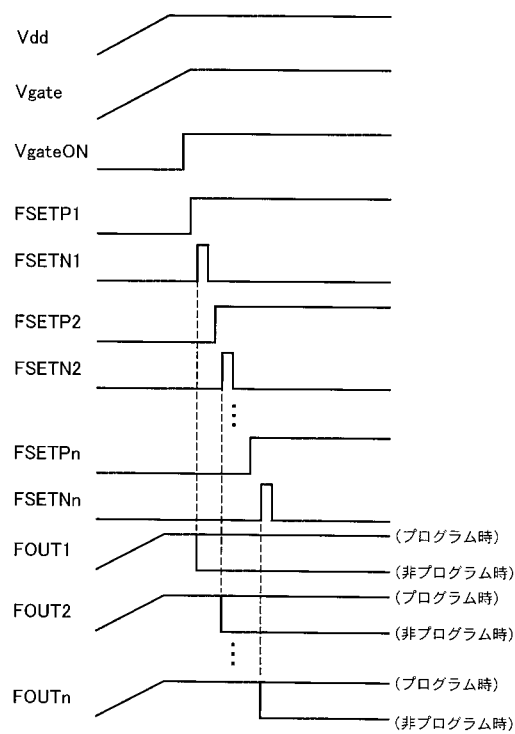 Vdd
Vgate
VgateON
FSETP1
FSETN1
FSETP2
FSETN2
⋮
FSETPn
FSETNn
FOUT1
(プログラム時)
(非プログラム時)
FOUT2
(プログラム時)
(非プログラム時)
⋮
FOUTn
(プログラム時)
(非プログラム時)